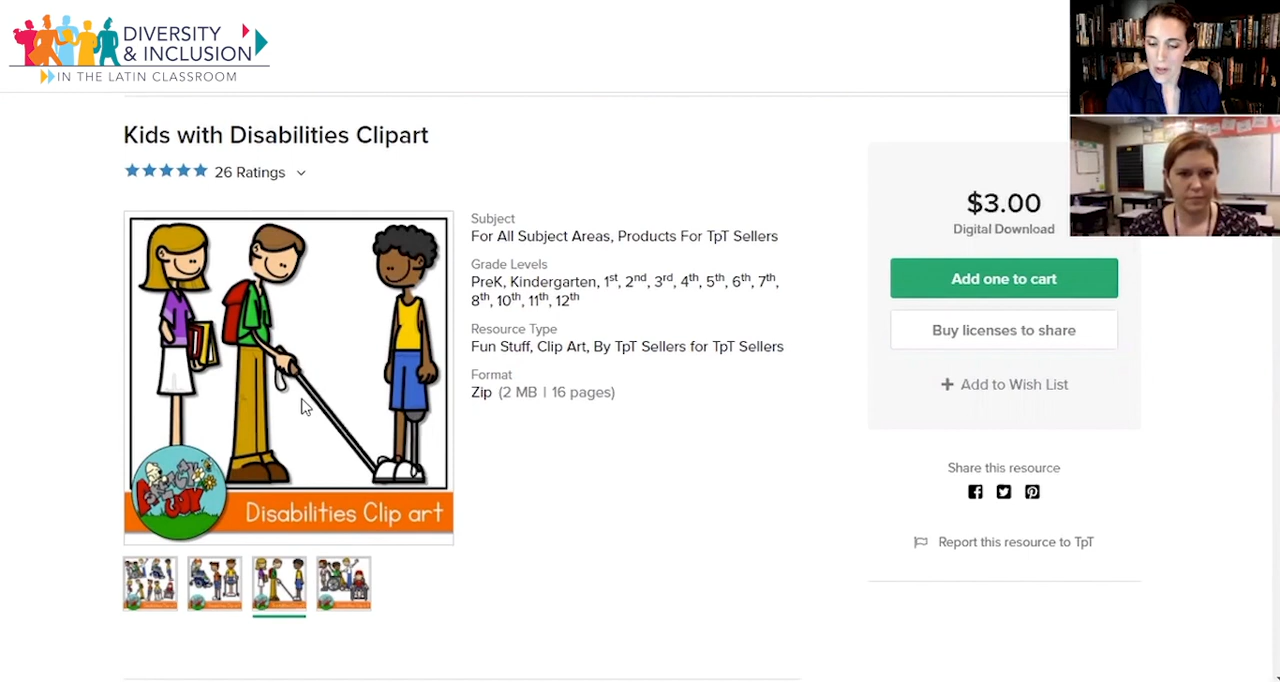 DIVERSITY
& INCLUSION
IN THE LATIN CLASSROOM
Kids with Disabilities Clipart
26 Ratings
Disabilities Clip art
Subject
For All Subject Areas, Products For TpT Sellers
Grade Levels
PreK, Kindergarten, 1st, 2nd, 3rd, 4th, 5th, 6th, 7th,
8th, 10th, 11th, 12th
Resource Type
Fun Stuff, Clip Art, By TpT Sellers for TpT Sellers
Format
Zip (2 MB | 16 pages)
$3.00
Digital Download
Add one to cart
Buy licenses to share
+ Add to Wish List
Share this resource
Report this resource to TpT